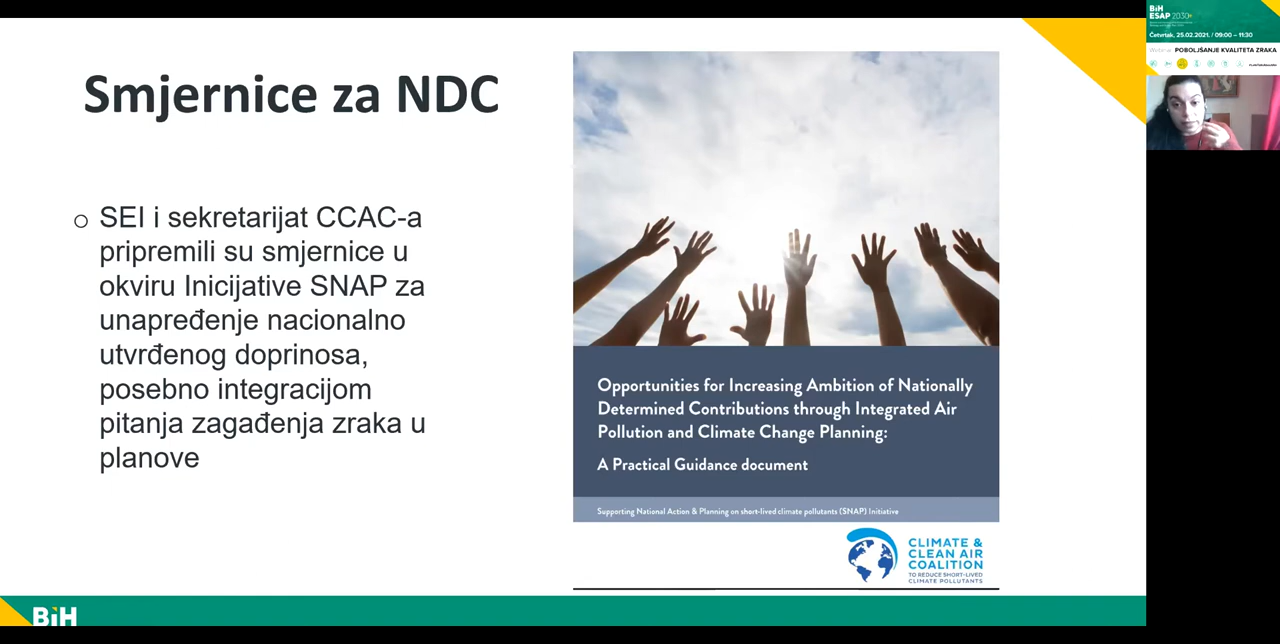 Smjernice za NDC
SEI i sekretarijat CCAC-a
pripremili su smjernice u
okviru Inicijative SNAP za
unapređenje nacionalno
utvrđenog doprinosa,
posebno integracijom
pitanja zagađenja zraka u
planove
Opportunities for Increasing Ambition of Nationally
Determined Contributions through Integrated Air
Pollution and Climate Change Planning:
A Practical Guidance document
Supporting National Action & Planning on short-lived climate pollutants (SNAP) Initiative
CLIMATE &
CLEAN AIR
COALITION
TO REDUCE SHORT-LIVED
CLIMATE POLLUTANTS
BiH
BiH
ESAP 2030+
Četvrtak, 25.02.2021. / 09:00 – 11:30
Webinar: POBOLJŠANJE KVALITETA ZRAKA